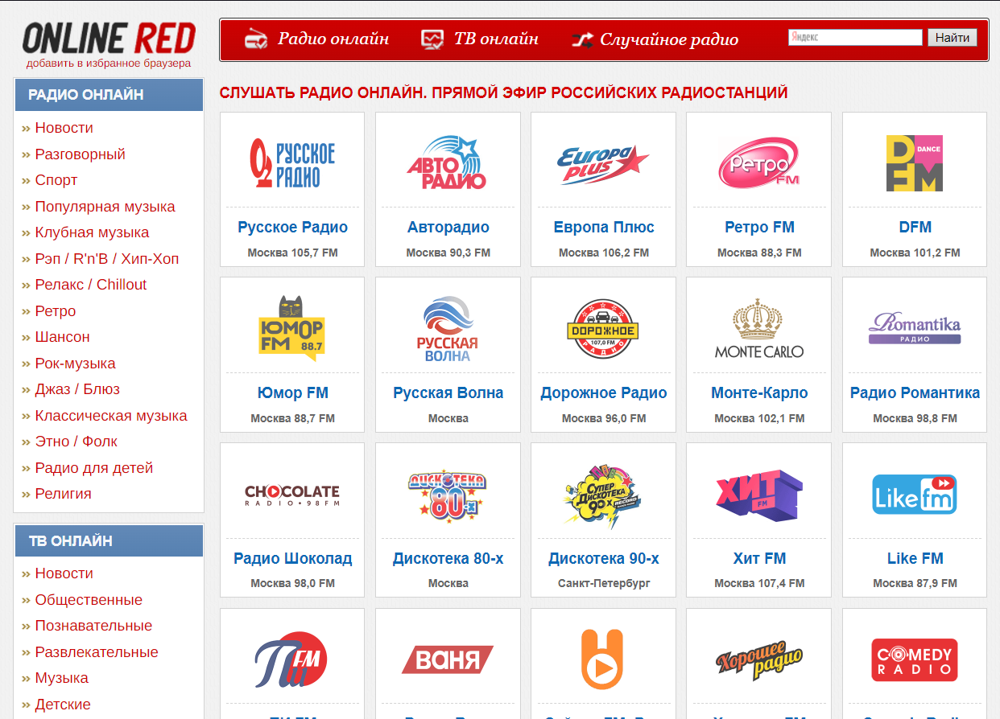 ONLINE RED
добавить в избранное браузера
Радио онлайн
ТВ онлайн
Случайное радио
Яндекс
Найти
РАДИО ОНЛАЙН
Новости
Разговорный
Спорт
Популярная музыка
Клубная музыка
Рэп / R'n'B / Хип-Хоп
Релакс / Chillout
Ретро
Шансон
Рок-музыка
Джаз / Блюз
Классическая музыка
Этно / Фолк
Радио для детей
Религия
ТВ ОНЛАЙН
Новости
Общественные
Познавательные
Развлекательные
Музыка
Детские
СЛУШАТЬ РАДИО ОНЛАЙН. ПРЯМОЙ ЭФИР РОССИЙСКИХ РАДИОСТАНЦИЙ
РУССКОЕ
РАДИО
Русское Радио
Москва 105,7 FM
АВТО
РАДИО
Авторадио
Москва 90,3 FM
Europa
plus
Европа Плюс
Москва 106,2 FM
Ретро
FM
Ретро FM
Москва 88,3 FM
D DANCE
FM
DFM
Москва 101,2 FM
ЮМОР
FM 88.7
Юмор FM
Москва 88,7 FM
РУССКАЯ
ВОЛНА
Русская Волна
Москва
ДОРОЖНОЕ
107,0 FM
РАДИО
Дорожное Радио
Москва 96,0 FM
MONTE CARLO
Монте-Карло
Москва 102,1 FM
Romantika
РАДИО
Радио Романтика
Москва 98,8 FM
CHOCOLATE
RADIO•98FM
Радио Шоколад
Москва 98,0 FM
ДИСКОТЕКА
80-х
Дискотека 80-х
Москва
СУПЕР
ДИСКОТЕКА
90х
RECORD
Дискотека 90-х
Санкт-Петербург
ХИТ
FM
Хит FM
Москва 107,4 FM
Like fm
Like FM
Москва 87,9 FM
Пи FM
ВАНЯ
Хорошее
радио
COMEDY
RADIO